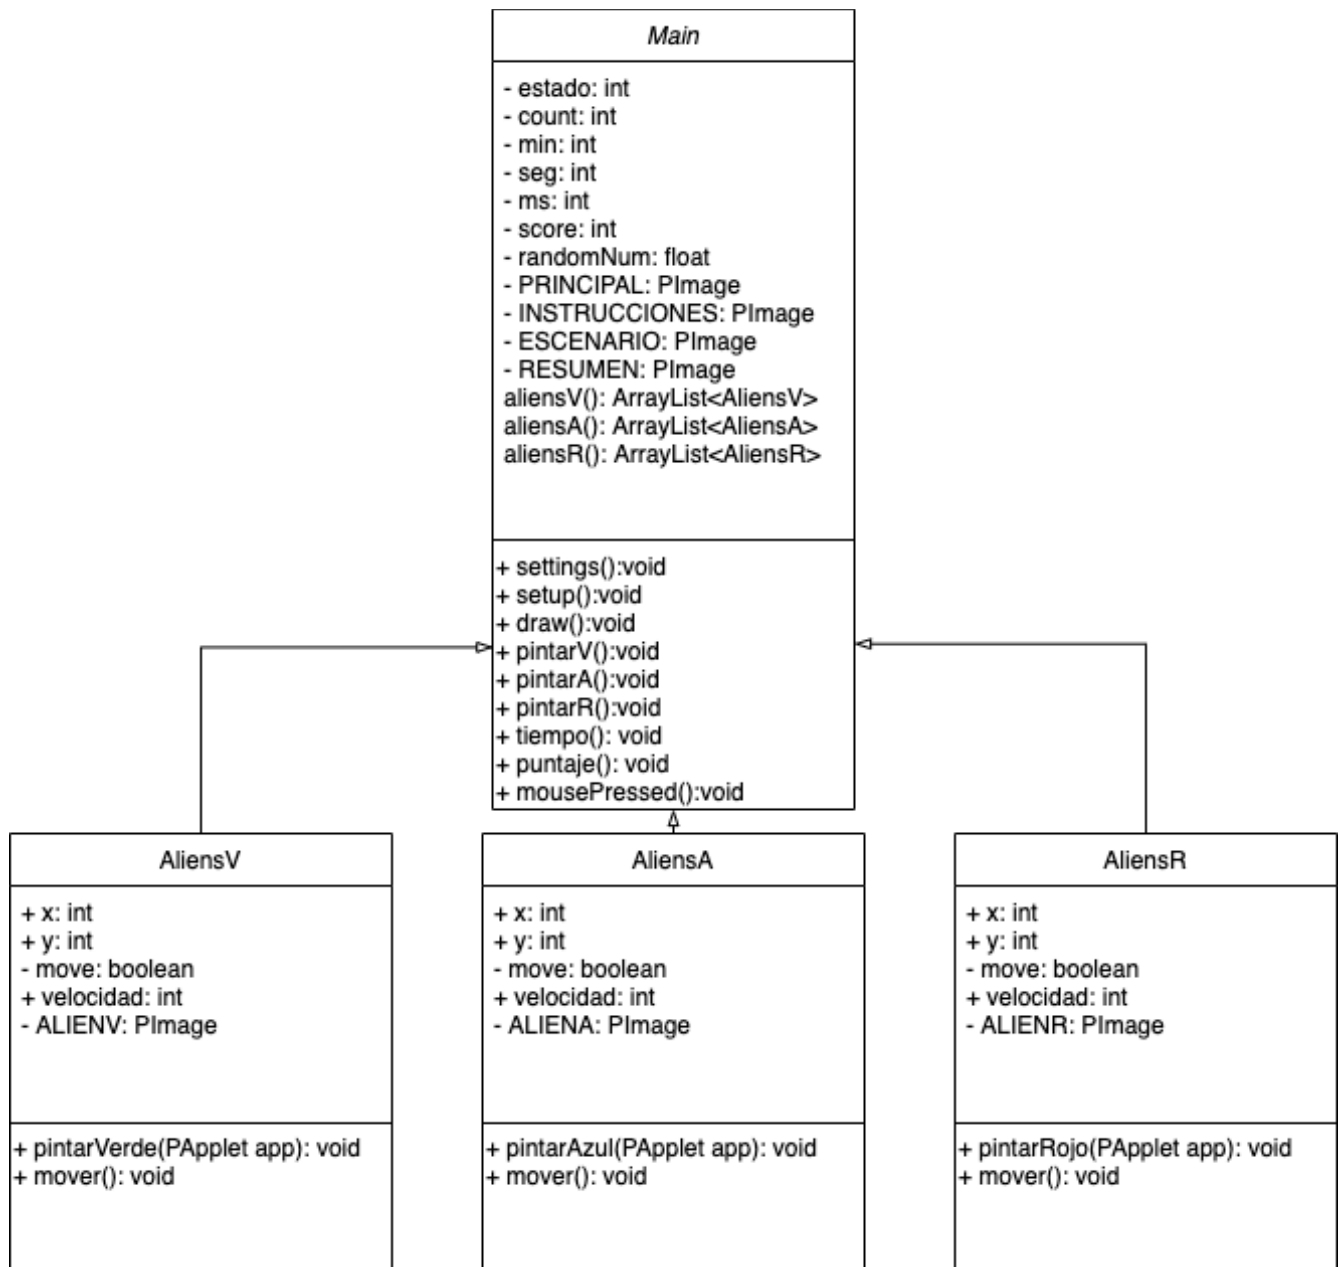 Main
- estado: int
- count: int
- min: int
- seg: int
- ms: int
- score: int
- randomNum: float
- PRINCIPAL: PImage
- INSTRUCCIONES: PImage
- ESCENARIO: PImage
- RESUMEN: PImage
aliensV(): ArrayList<AliensV>
aliensA(): ArrayList<AliensA>
aliensR(): ArrayList<AliensR>
+ settings():void
+ setup():void
+ draw():void
+ pintarV():void
+ pintarA():void
+ pintarR():void
+ tiempo(): void
+ puntaje(): void
+ mousePressed():void
AliensV
+ x: int
+ y: int
- move: boolean
+ velocidad: int
- ALIENV: PImage
+ pintarVerde(PApplet app): void
+ mover(): void
AliensA
+ x: int
+ y: int
- move: boolean
+ velocidad: int
- ALIENA: PImage
+ pintarAzul(PApplet app): void
+ mover(): void
AliensR
+ x: int
+ y: int
- move: boolean
+ velocidad: int
- ALIENR: PImage
+ pintarRojo(PApplet app): void
+ mover(): void